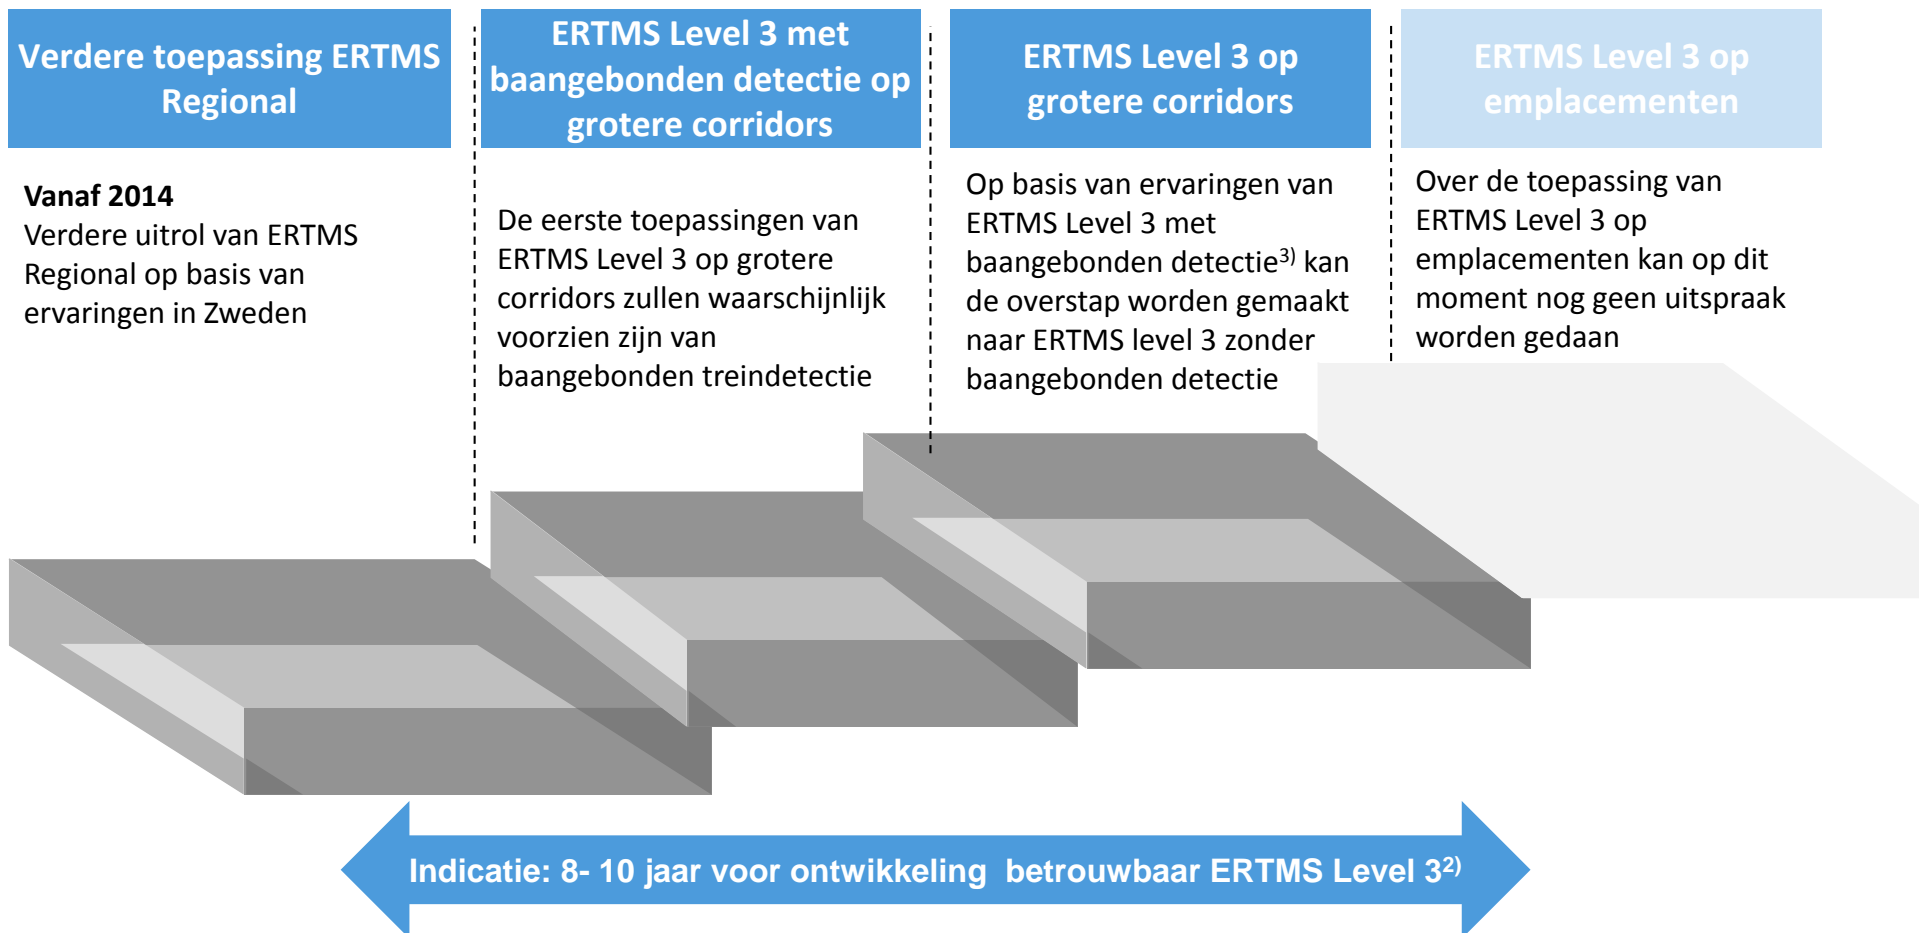 Verdere toepassing ERTMS
Regional
ERTMS Level 3 met
baangebonden detectie op
grotere corridors
ERTMS Level 3 op
grotere corridors
ERTMS Level 3 op
emplacementen
Vanaf 2014
Verdere uitrol van ERTMS
Regional op basis van
ervaringen in Zweden
De eerste toepassingen van
ERTMS Level 3 op grotere
corridors zullen waarschijnlijk
voorzien zijn van
baangebonden treindetectie
Op basis van ervaringen van
ERTMS Level 3 met
baangebonden detectie3) kan
de overstap worden gemaakt
naar ERTMS level 3 zonder
baangebonden detectie
Over de toepassing van
ERTMS Level 3 op
emplacementen kan op dit
moment nog geen uitspraak
worden gedaan
Indicatie: 8- 10 jaar voor ontwikkeling  betrouwbaar ERTMS Level 32)